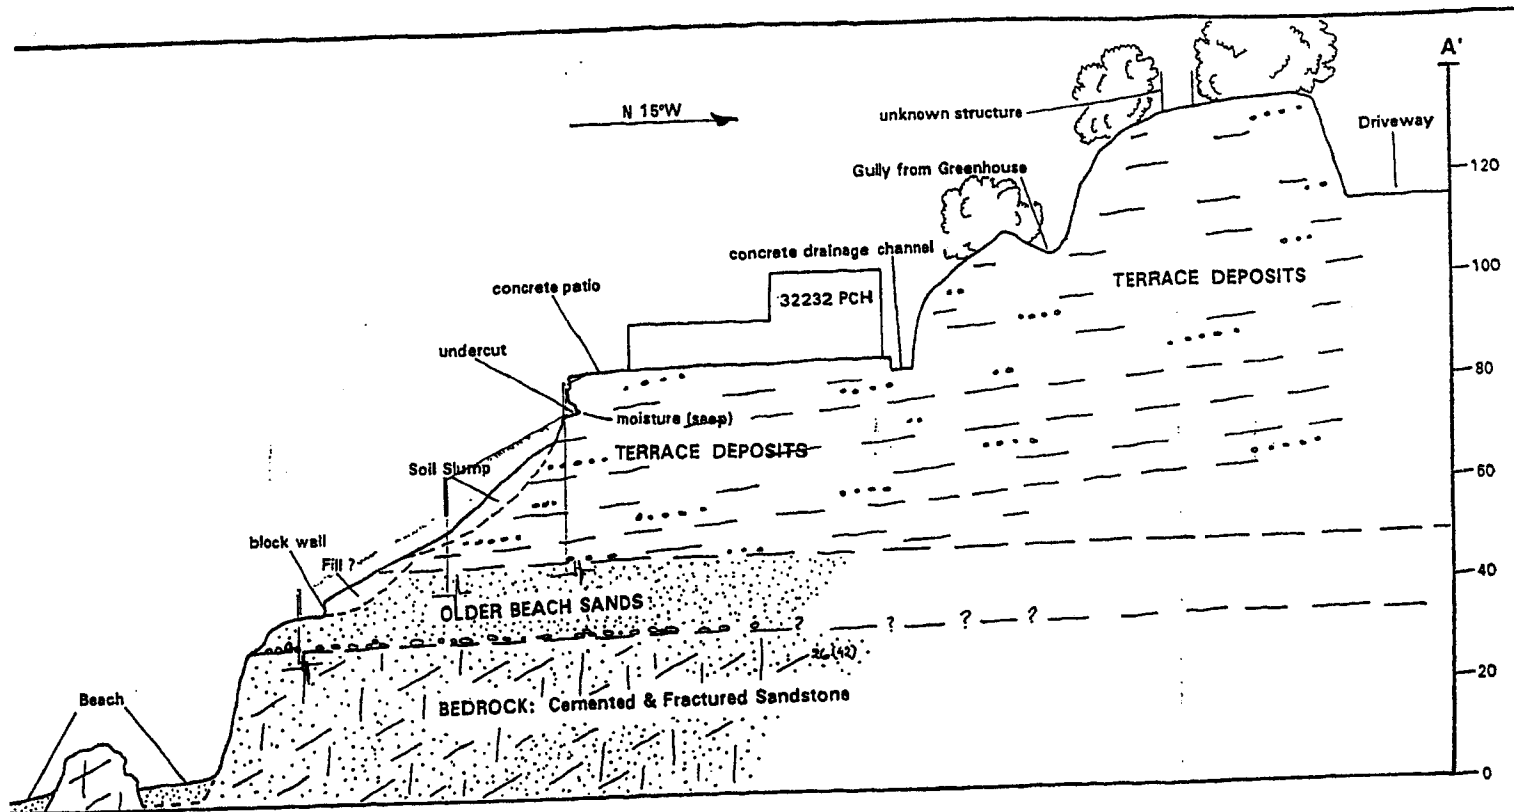 A'
N 15°W
unknown structure
Driveway
120
Gully from Greenhouse
concrete drainage channel
100
TERRACE DEPOSITS
concrete patio
32232 PCH
undercut
80
moisture (seep)
TERRACE DEPOSITS
Soil Slump
60
block wall
Fill ?
40
OLDER BEACH SANDS
? ? ? ?
26(42)
20
Beach
BEDROCK: Cemented & Fractured Sandstone
0